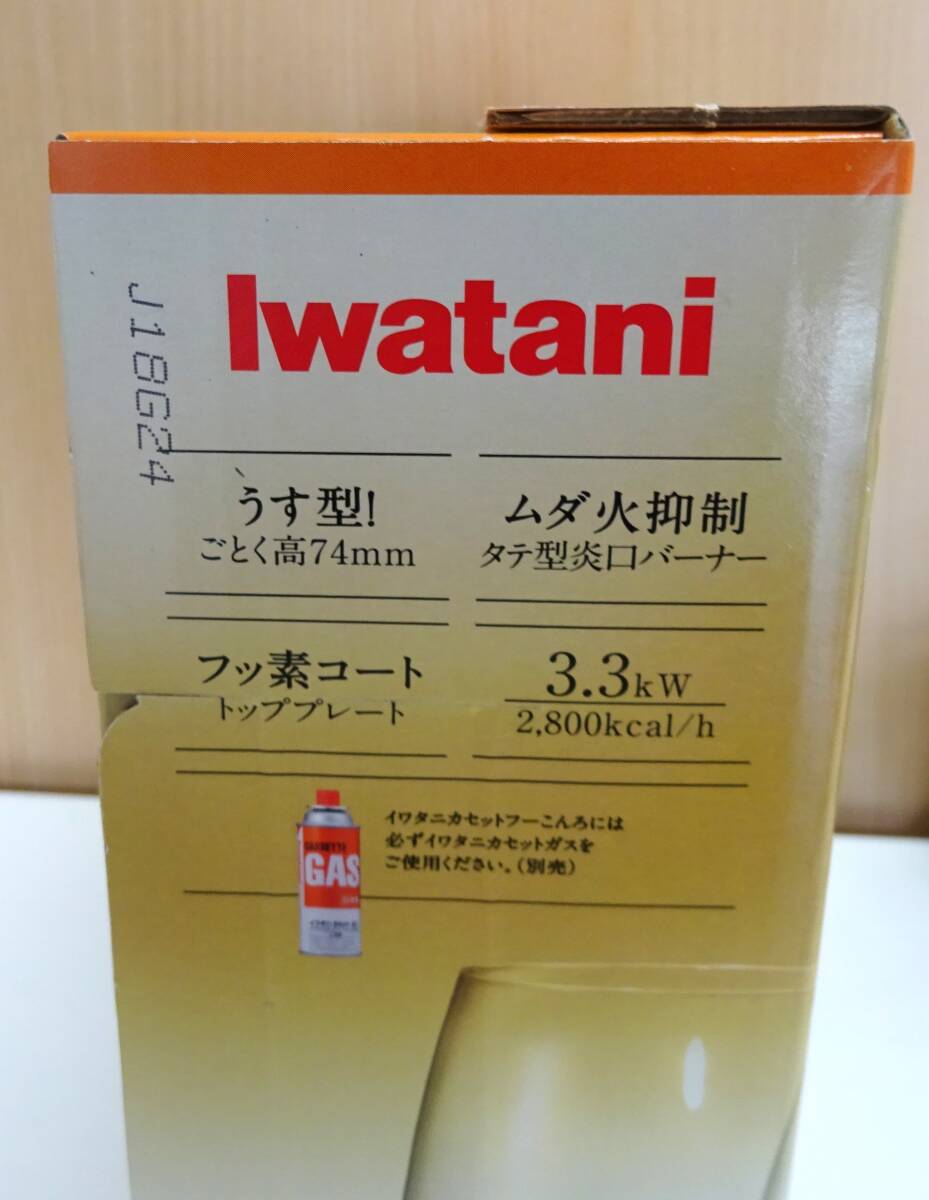 Iwatani
J18G24
うす型!
ごとく高74mm
ムダ火抑制
タテ型炎口バーナー
フッ素コート
トッププレート
3.3kW
2,800kcal/h
イワタニカセットフーこんろには
必ずイワタニカセットガスを
ご使用ください。(別売)
CASSETTE
GAS